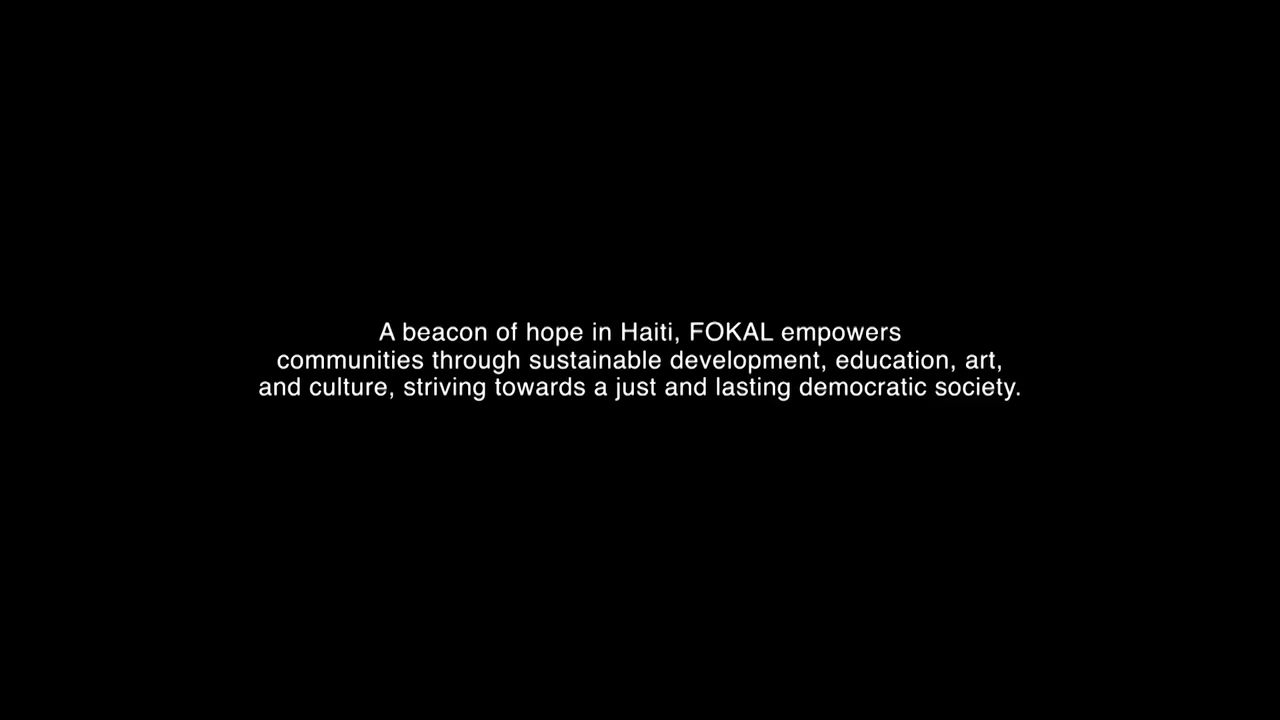 A beacon of hope in Haiti, FOKAL empowers
communities through sustainable development, education, art,
and culture, striving towards a just and lasting democratic society.